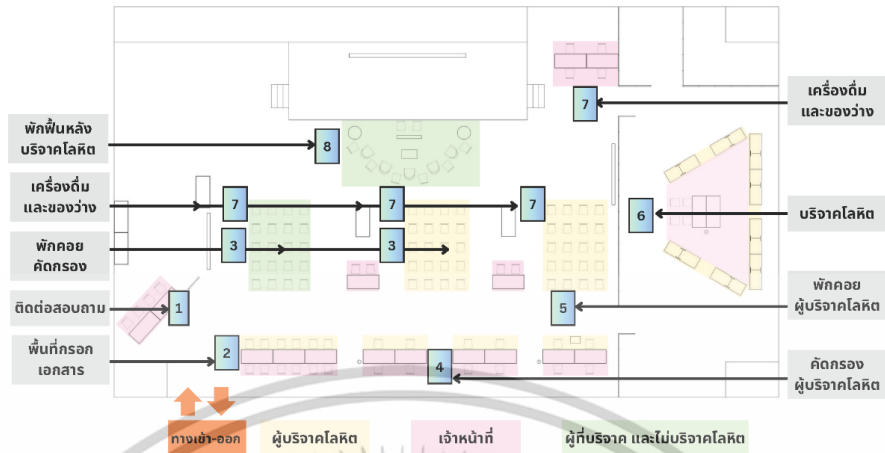 เครื่องดื่ม
และของว่าง
7
พักฟื้นหลัง
บริจาคโลหิต
8
เครื่องดื่ม
และของว่าง
7
7
7
6
บริจาคโลหิต
พักคอย
คัดกรอง
3
3
ติดต่อสอบถาม
1
5
พักคอย
ผู้บริจาคโลหิต
พื้นที่กรอก
เอกสาร
2
4
คัดกรอง
ผู้บริจาคโลหิต
ทางเข้า-ออก
ผู้บริจาคโลหิต
เจ้าหน้าที่
ผู้ที่บริจาค และไม่บริจาคโลหิต